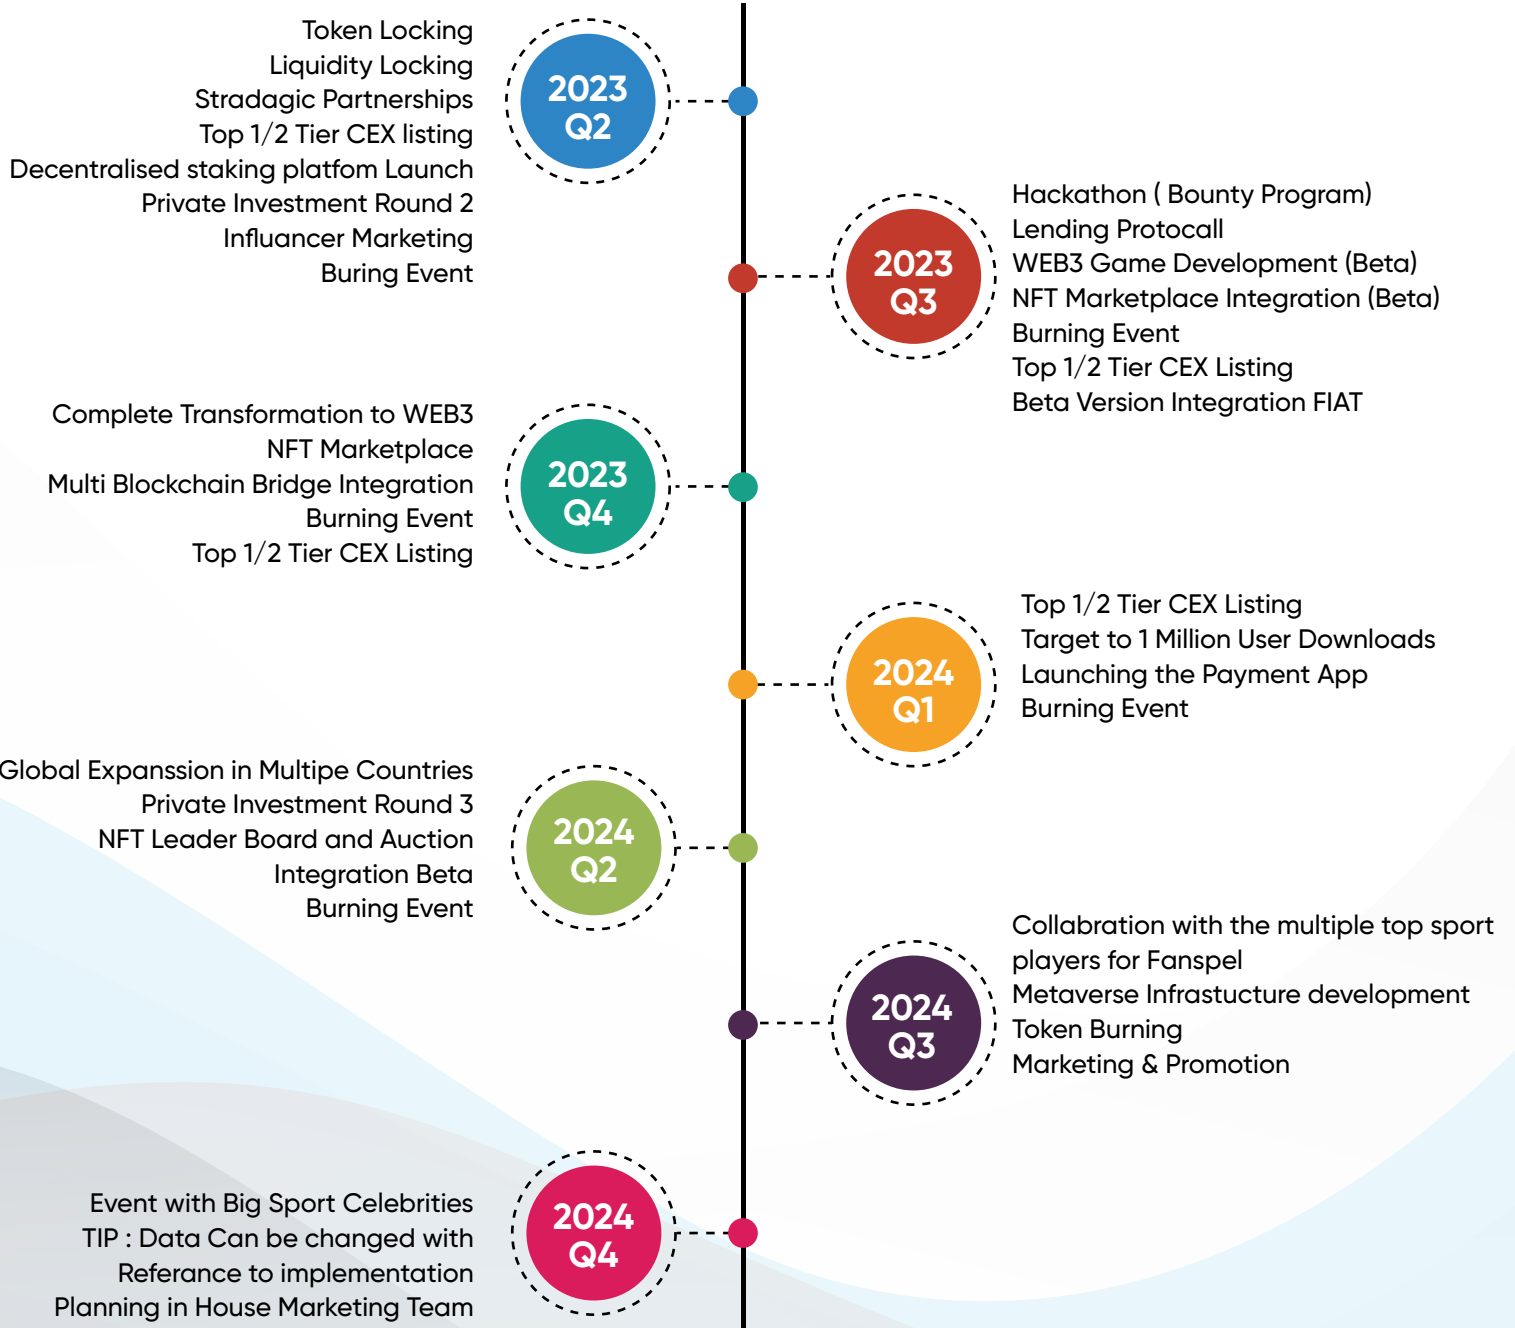 Token Locking
Liquidity Locking
Stradagic Partnerships
Top 1/2 Tier CEX listing
Decentralised staking platfom Launch
Private Investment Round 2
Influancer Marketing
Buring Event
2023
Q2
Hackathon ( Bounty Program)
Lending Protocall
WEB3 Game Development (Beta)
NFT Marketplace Integration (Beta)
Burning Event
Top 1/2 Tier CEX Listing
Beta Version Integration FIAT
2023
Q3
Complete Transformation to WEB3
NFT Marketplace
Multi Blockchain Bridge Integration
Burning Event
Top 1/2 Tier CEX Listing
2023
Q4
Top 1/2 Tier CEX Listing
Target to 1 Million User Downloads
Launching the Payment App
Burning Event
2024
Q1
Global Expanssion in Multipe Countries
Private Investment Round 3
NFT Leader Board and Auction
Integration Beta
Burning Event
2024
Q2
Collabration with the multiple top sport
players for Fanspel
Metaverse Infrastucture development
Token Burning
Marketing & Promotion
2024
Q3
Event with Big Sport Celebrities
TIP : Data Can be changed with
Referance to implementation
Planning in House Marketing Team
2024
Q4